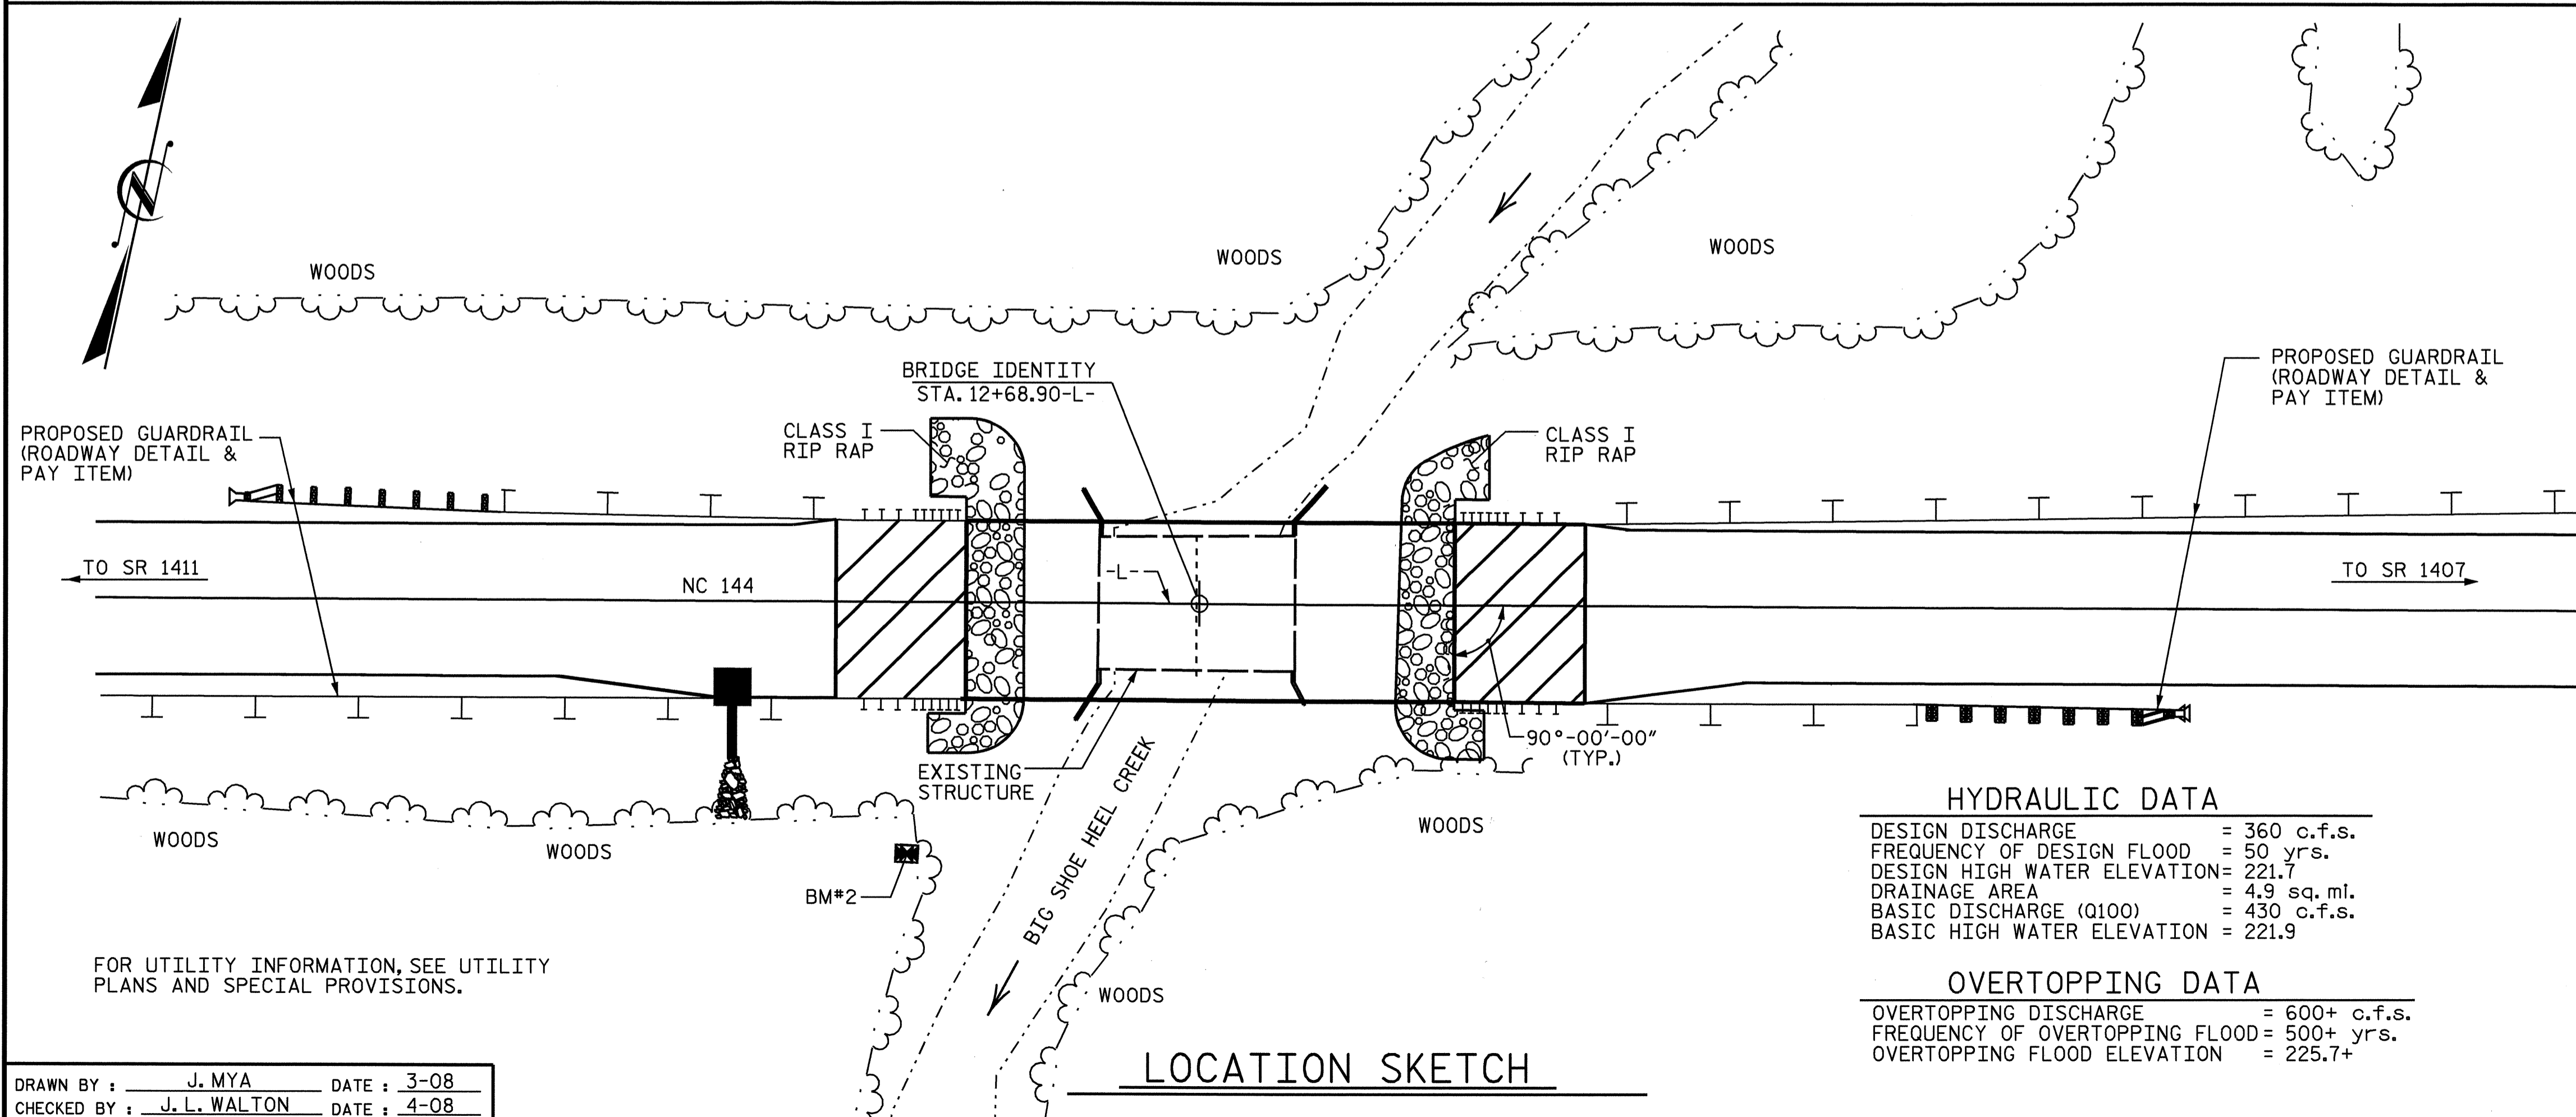 N
WOODS
WOODS
WOODS
BRIDGE IDENTITY
STA. 12+68.90-L-
PROPOSED GUARDRAIL
(ROADWAY DETAIL &
PAY ITEM)
PROPOSED GUARDRAIL
(ROADWAY DETAIL &
PAY ITEM)
CLASS I
RIP RAP
CLASS I
RIP RAP
TO SR 1411
NC 144
-L-
TO SR 1407
90°-00'-00"
(TYP.)
EXISTING
STRUCTURE
BIG SHOE HEEL CREEK
WOODS
WOODS
WOODS
BM#2
WOODS
HYDRAULIC DATA
DESIGN DISCHARGE = 360 c.f.s.
FREQUENCY OF DESIGN FLOOD = 50 yrs.
DESIGN HIGH WATER ELEVATION = 221.7
DRAINAGE AREA = 4.9 sq. mi.
BASIC DISCHARGE (Q100) = 430 c.f.s.
BASIC HIGH WATER ELEVATION = 221.9
OVERTOPPING DATA
OVERTOPPING DISCHARGE = 600+ c.f.s.
FREQUENCY OF OVERTOPPING FLOOD = 500+ yrs.
OVERTOPPING FLOOD ELEVATION = 225.7+
FOR UTILITY INFORMATION, SEE UTILITY
PLANS AND SPECIAL PROVISIONS.
LOCATION SKETCH
DRAWN BY : J. MYA DATE : 3-08
CHECKED BY : J. L. WALTON DATE : 4-08